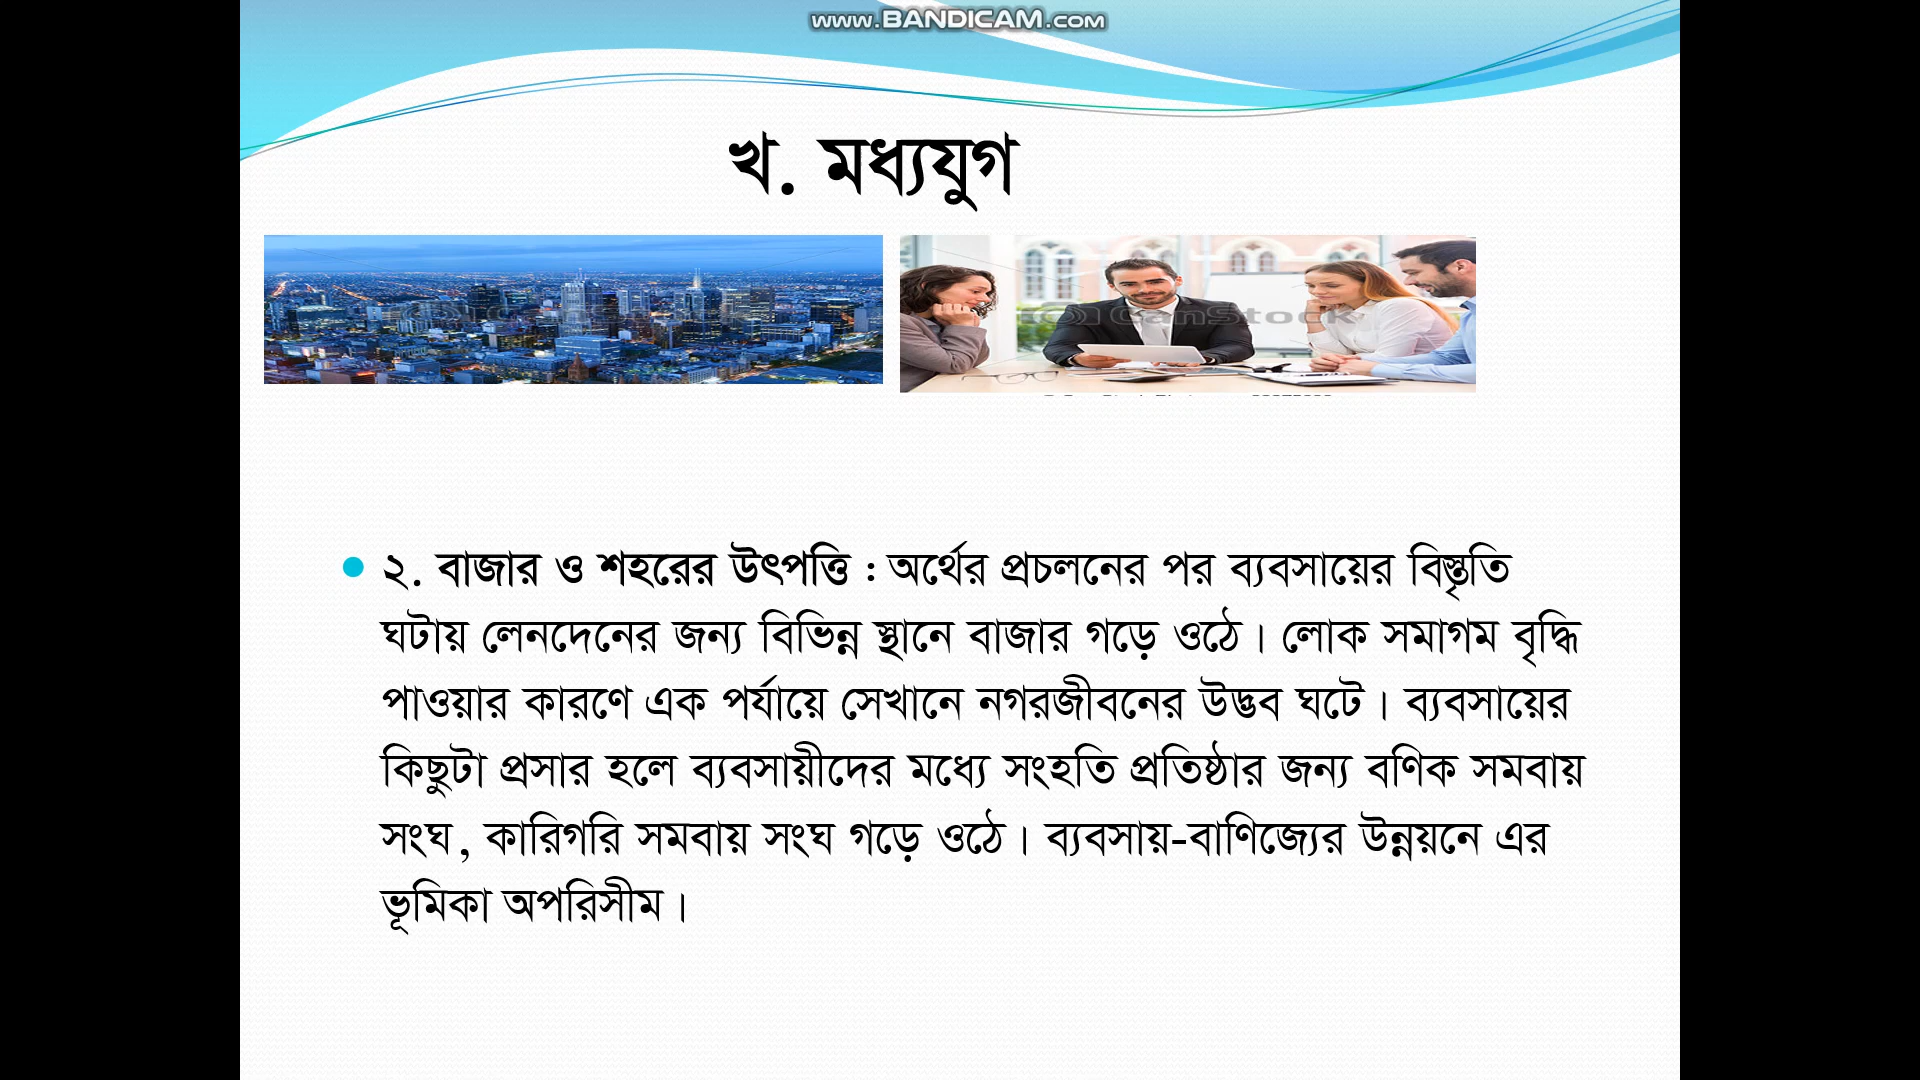 www.BANDICAM.com
খ. মধ্যযুগ
CanStock
২. বাজার ও শহরের উৎপত্তি : অর্থের প্রচলনের পর ব্যবসায়ের বিস্তৃতি
ঘটায় লেনদেনের জন্য বিভিন্ন স্থানে বাজার গড়ে ওঠে। লোক সমাগম বৃদ্ধি
পাওয়ার কারণে এক পর্যায়ে সেখানে নগরজীবনের উদ্ভব ঘটে। ব্যবসায়ের
কিছুটা প্রসার হলে ব্যবসায়ীদের মধ্যে সংহতি প্রতিষ্ঠার জন্য বণিক সমবায়
সংঘ, কারিগরি সমবায় সংঘ গড়ে ওঠে। ব্যবসায়-বাণিজ্যের উন্নয়নে এর
ভূমিকা অপরিসীম।